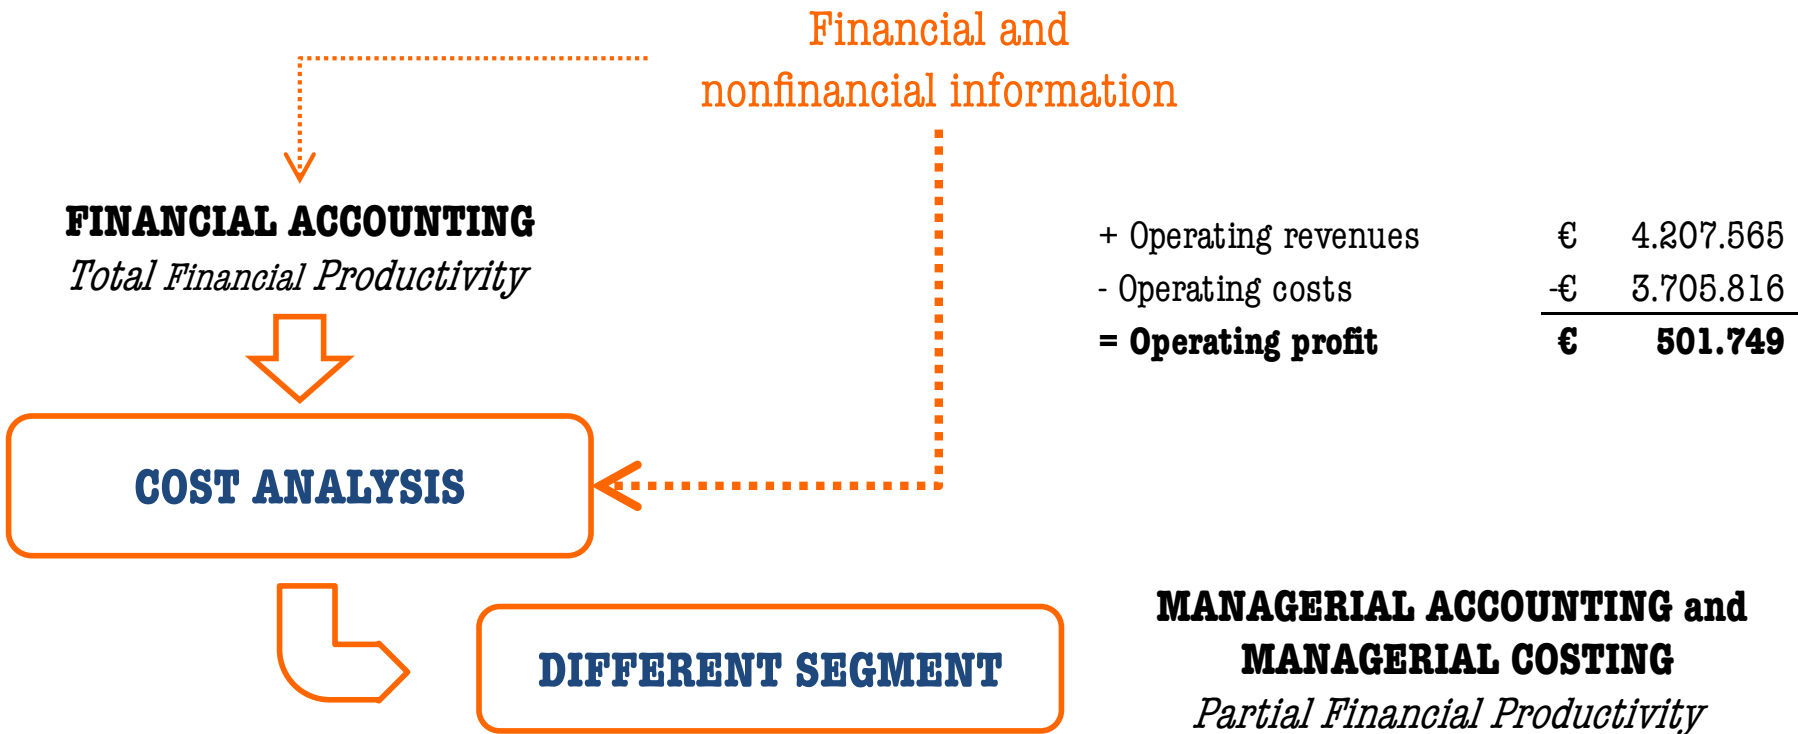 Financial and
nonfinancial information
FINANCIAL ACCOUNTING
Total Financial Productivity
+ Operating revenues € 4.207.565
- Operating costs -€ 3.705.816
= Operating profit € 501.749
COST ANALYSIS
DIFFERENT SEGMENT
MANAGERIAL ACCOUNTING and
MANAGERIAL COSTING
Partial Financial Productivity